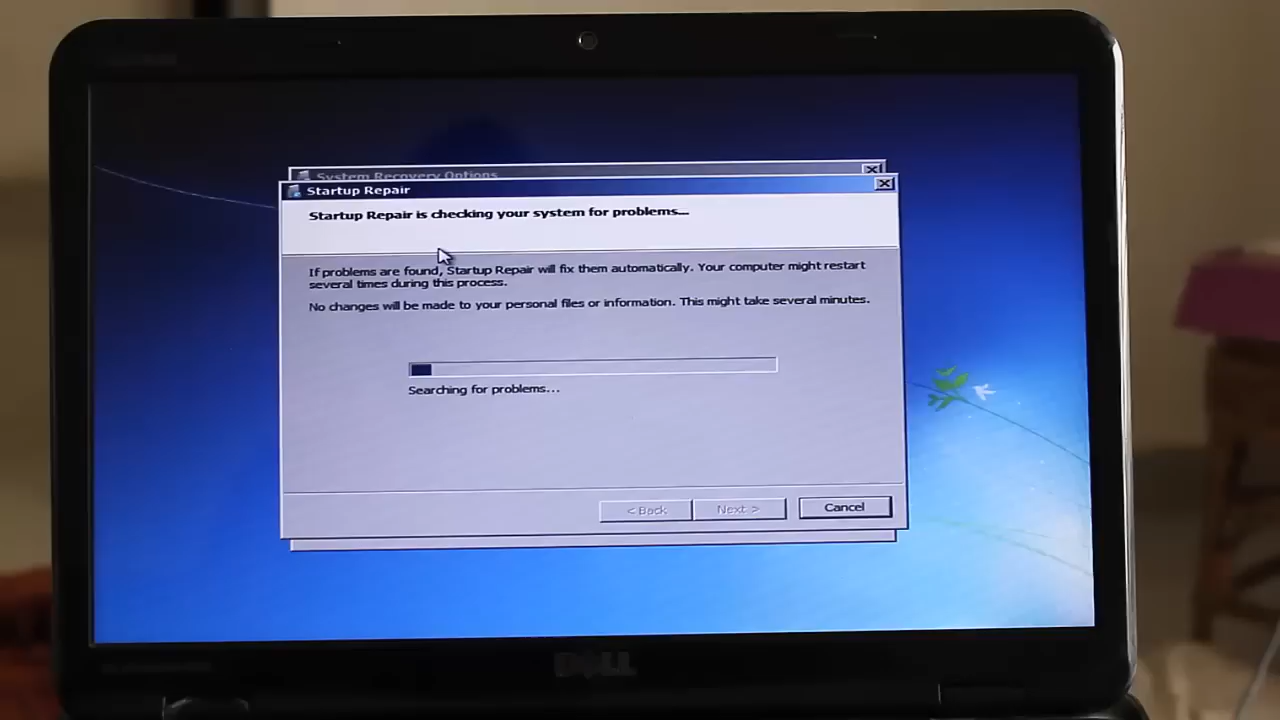 System Recovery Options
Startup Repair
Startup Repair is checking your system for problems...
If problems are found, Startup Repair will fix them automatically. Your computer might restart
several times during this process.
No changes will be made to your personal files or information. This might take several minutes.
Searching for problems...
< Back
Next >
Cancel
DELL